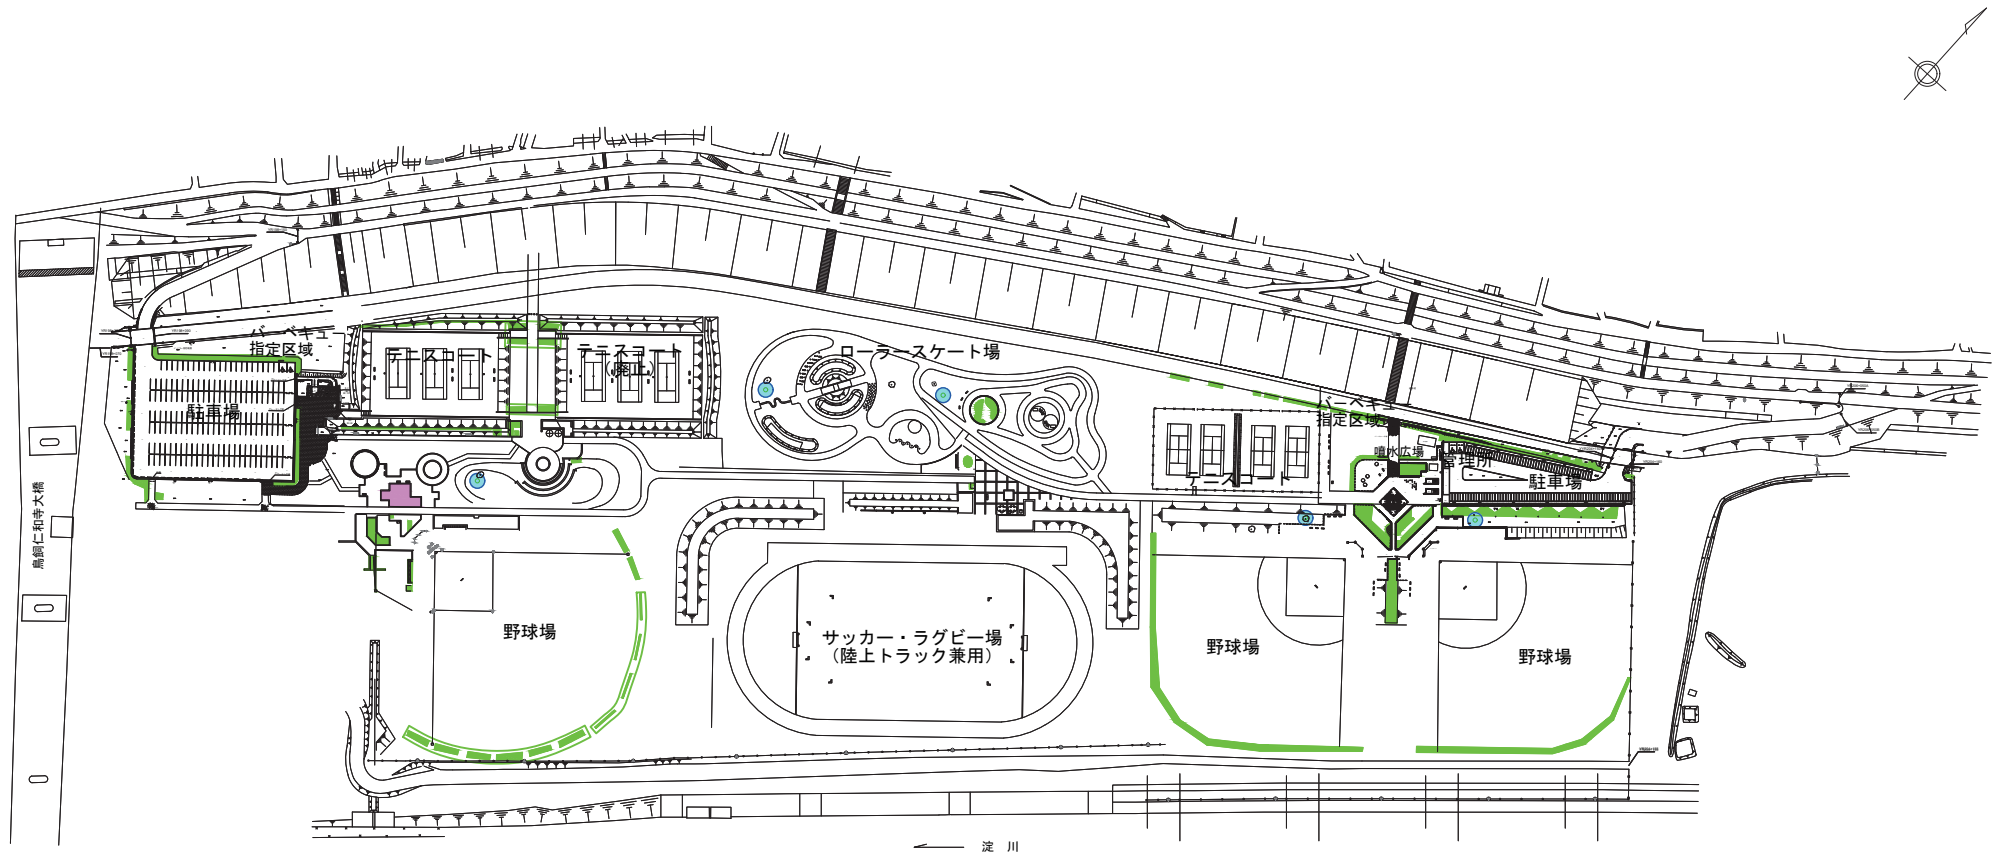 バーベキュー
指定区域
テニスコート
テニスコート
（廃止）
ローラースケート場
駐車場
バーベキュー
指定区域
噴水広場
管理所
テニスコート
駐車場
鳥飼仁和寺大橋
野球場
サッカー・ラグビー場
（陸上トラック兼用）
野球場
野球場
淀 川